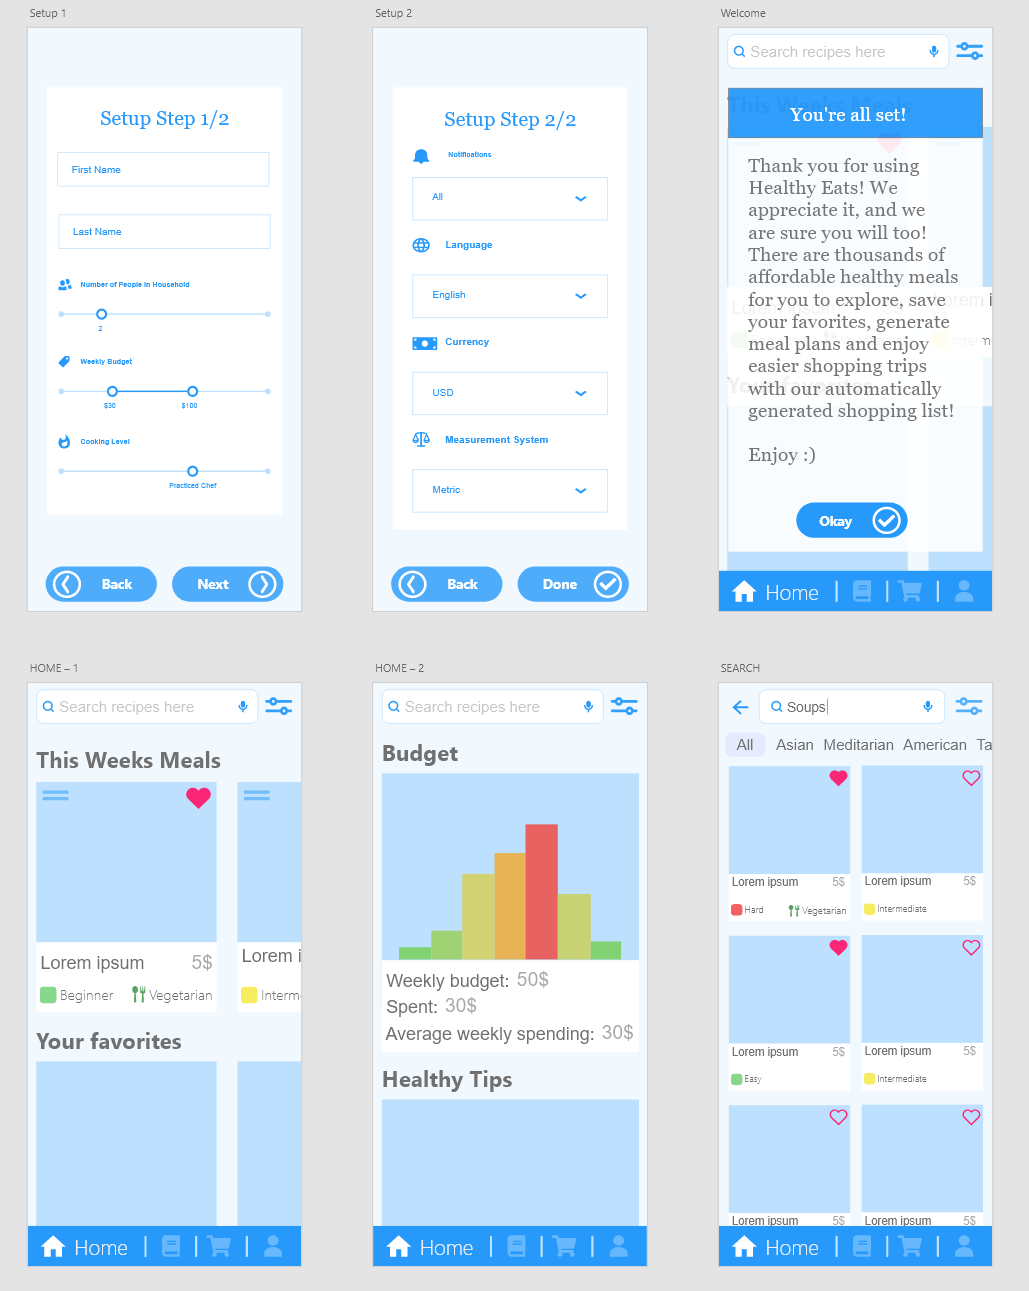 Setup 1
Setup Step 1/2
First Name
Last Name
Number of People in Household
2
Weekly Budget
$30 $100
Cooking Level
Practiced Chef
Back Next
Setup 2
Setup Step 2/2
Notifications
All
Language
English
Currency
USD
Measurement System
Metric
Back Done
Welcome
Search recipes here
This Weeks Meals
You're all set!
Thank you for using
Healthy Eats! We
appreciate it, and we
are sure you will too!
There are thousands of
affordable healthy meals
for you to explore, save
your favorites, generate
meal plans and enjoy
easier shopping trips
with our automatically
generated shopping list!
Enjoy :)
Lorem ipsum
Lorem i
Interm
Your favorites
Okay
Home
HOME – 1
Search recipes here
This Weeks Meals
Lorem ipsum 5$ Lorem i
Beginner Vegetarian Interm
Your favorites
Home
HOME – 2
Search recipes here
Budget
Weekly budget: 50$
Spent: 30$
Average weekly spending: 30$
Healthy Tips
Home
SEARCH
Soups
All Asian Meditarian American Ta
Lorem ipsum 5$ Lorem ipsum 5$
Hard Vegetarian Intermediate
Lorem ipsum 5$ Lorem ipsum 5$
Easy Intermediate
Lorem ipsum 5$ Lorem ipsum 5$
Home